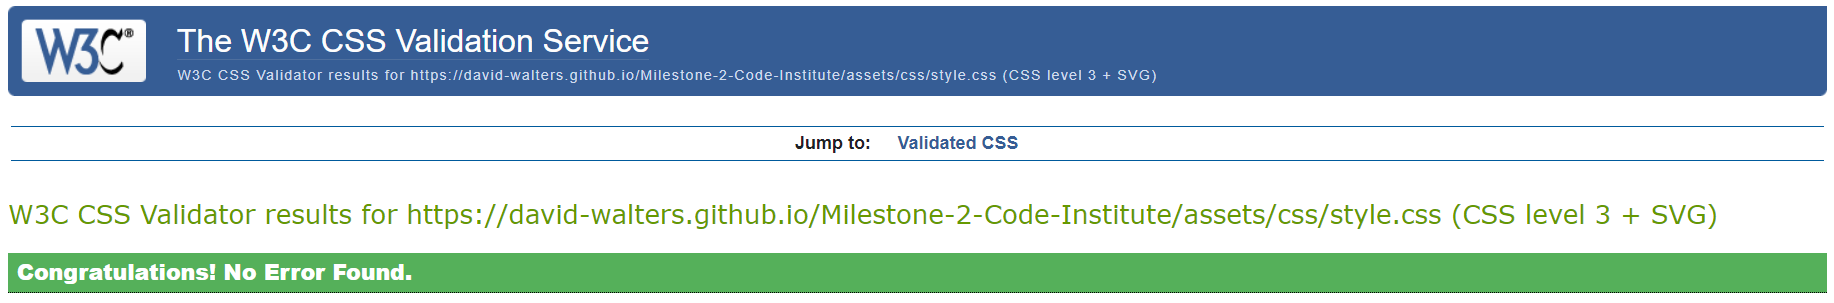 W3C®
The W3C CSS Validation Service
W3C CSS Validator results for https://david-walters.github.io/Milestone-2-Code-Institute/assets/css/style.css (CSS level 3 + SVG)
Jump to: Validated CSS
W3C CSS Validator results for https://david-walters.github.io/Milestone-2-Code-Institute/assets/css/style.css (CSS level 3 + SVG)
Congratulations! No Error Found.